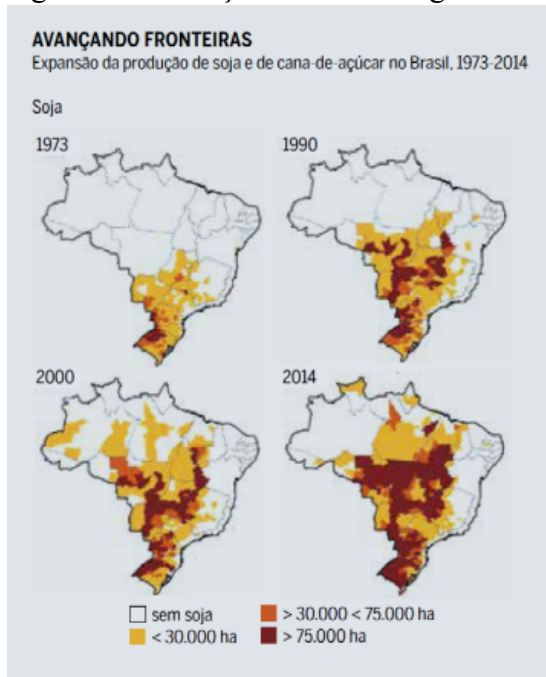 AVANÇANDO FRONTEIRAS
Expansão da produção de soja e de cana-de-açúcar no Brasil, 1973-2014
Soja
1973
1990
2000
2014
sem soja
< 30.000 ha
> 30.000 < 75.000 ha
> 75.000 ha